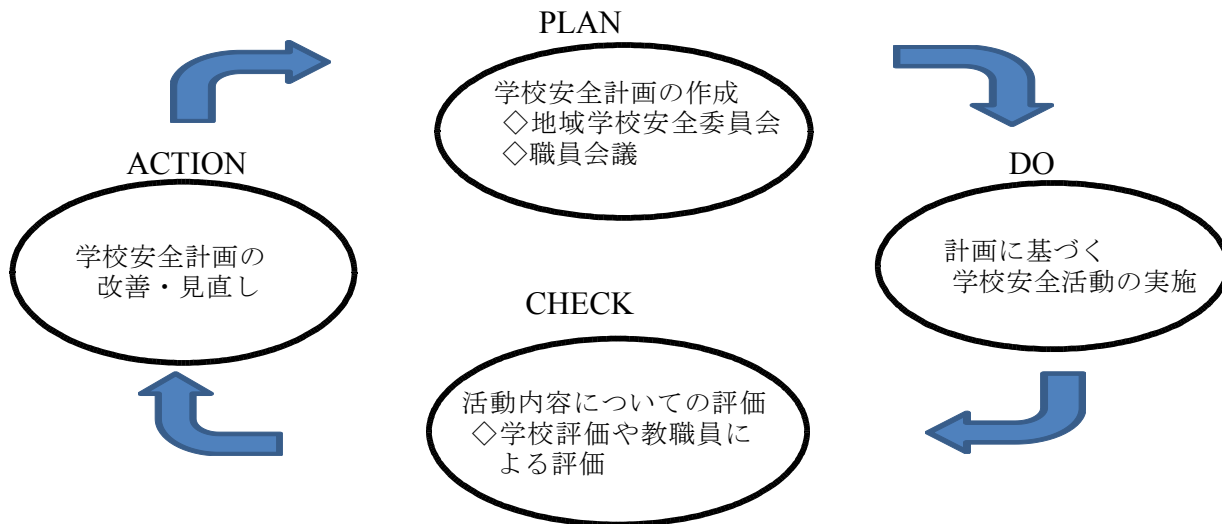 PLAN
学校安全計画の作成
◇地域学校安全委員会
◇職員会議
DO
計画に基づく
学校安全活動の実施
CHECK
活動内容についての評価
◇学校評価や教職員に
よる評価
ACTION
学校安全計画の
改善・見直し